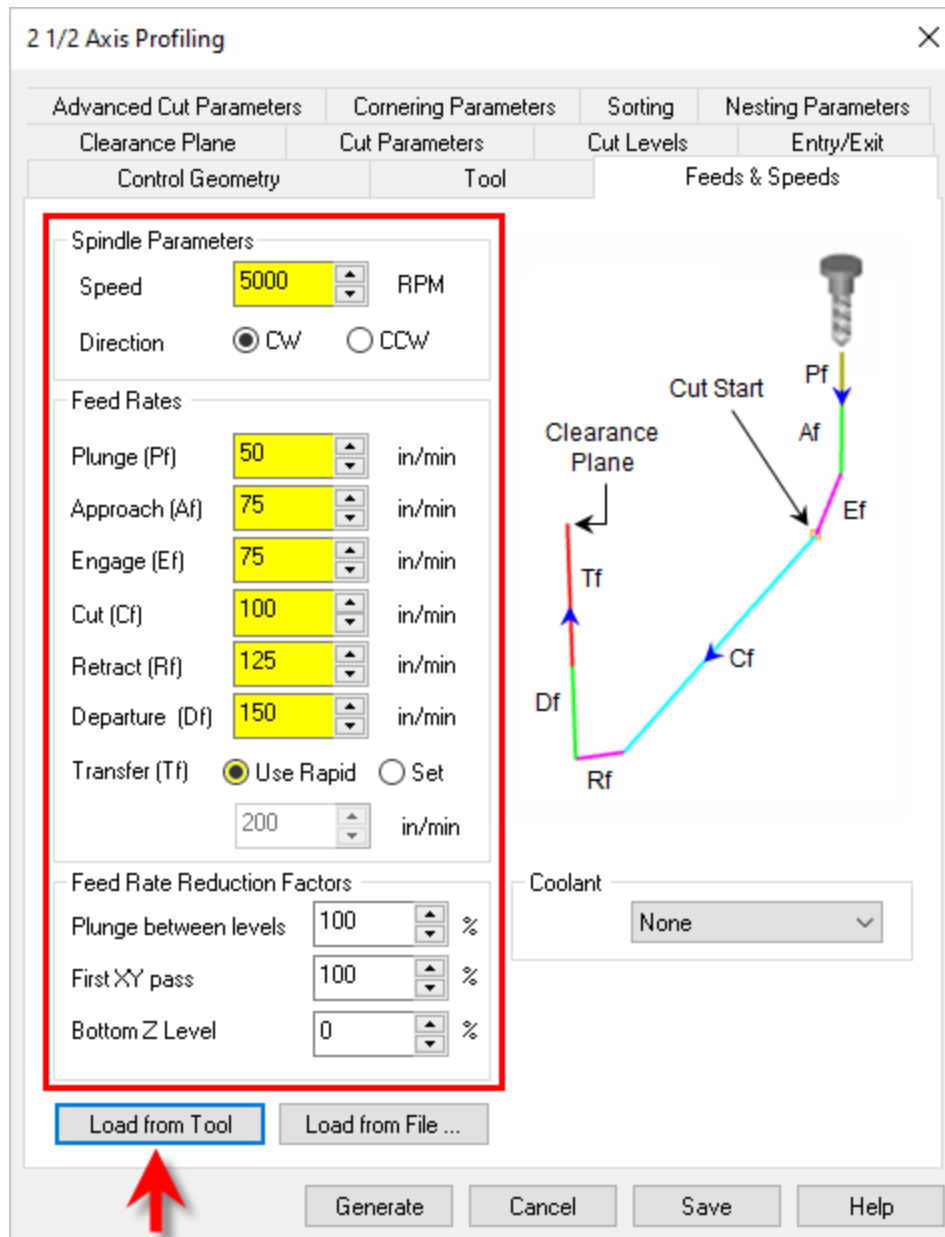 2 1/2 Axis Profiling
Advanced Cut Parameters Cornering Parameters Sorting Nesting Parameters
Clearance Plane Cut Parameters Cut Levels Entry/Exit
Control Geometry Tool Feeds & Speeds
Spindle Parameters
Speed 5000 RPM
Direction CW CCW
Feed Rates
Plunge (Pf) 50 in/min
Approach (Af) 75 in/min
Engage (Ef) 75 in/min
Cut (Cf) 100 in/min
Retract (Rf) 125 in/min
Departure (Df) 150 in/min
Transfer (Tf) Use Rapid Set
200 in/min
Feed Rate Reduction Factors
Plunge between levels 100 %
First XY pass 100 %
Bottom Z Level 0 %
Load from Tool Load from File ...
Pf
Cut Start
Af
Clearance
Plane
Ef
Tf
Cf
Df
Rf
Coolant
None
Generate Cancel Save Help